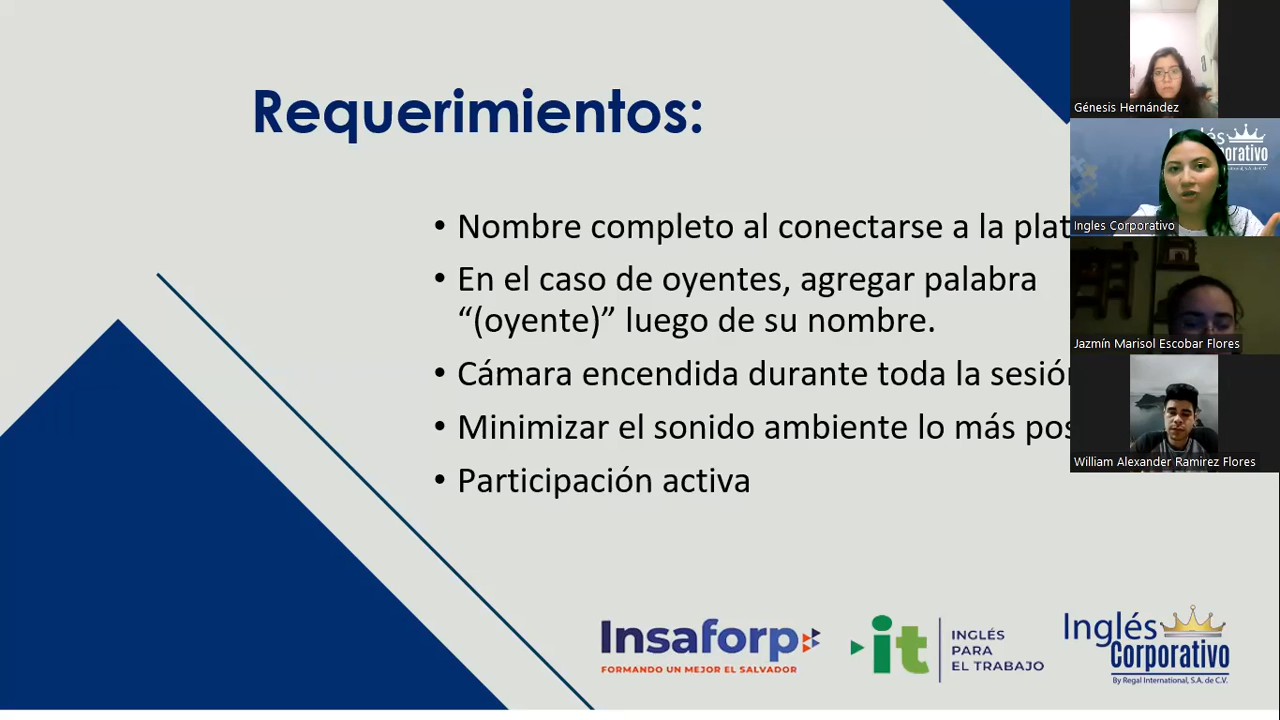 Requerimientos:
• Nombre completo al conectarse a la plat
• En el caso de oyentes, agregar palabra
“(oyente)” luego de su nombre.
• Cámara encendida durante toda la sesión
• Minimizar el sonido ambiente lo más pos
• Participación activa
Génesis Hernández
Inglés
Corporativo
Ingles Corporativo
Jazmín Marisol Escobar Flores
William Alexander Ramirez Flores
Insaforp
FORMANDO UN MEJOR EL SALVADOR
it
INGLÉS
PARA
EL TRABAJO
Inglés
Corporativo
By Regal International, S.A. de C.V.